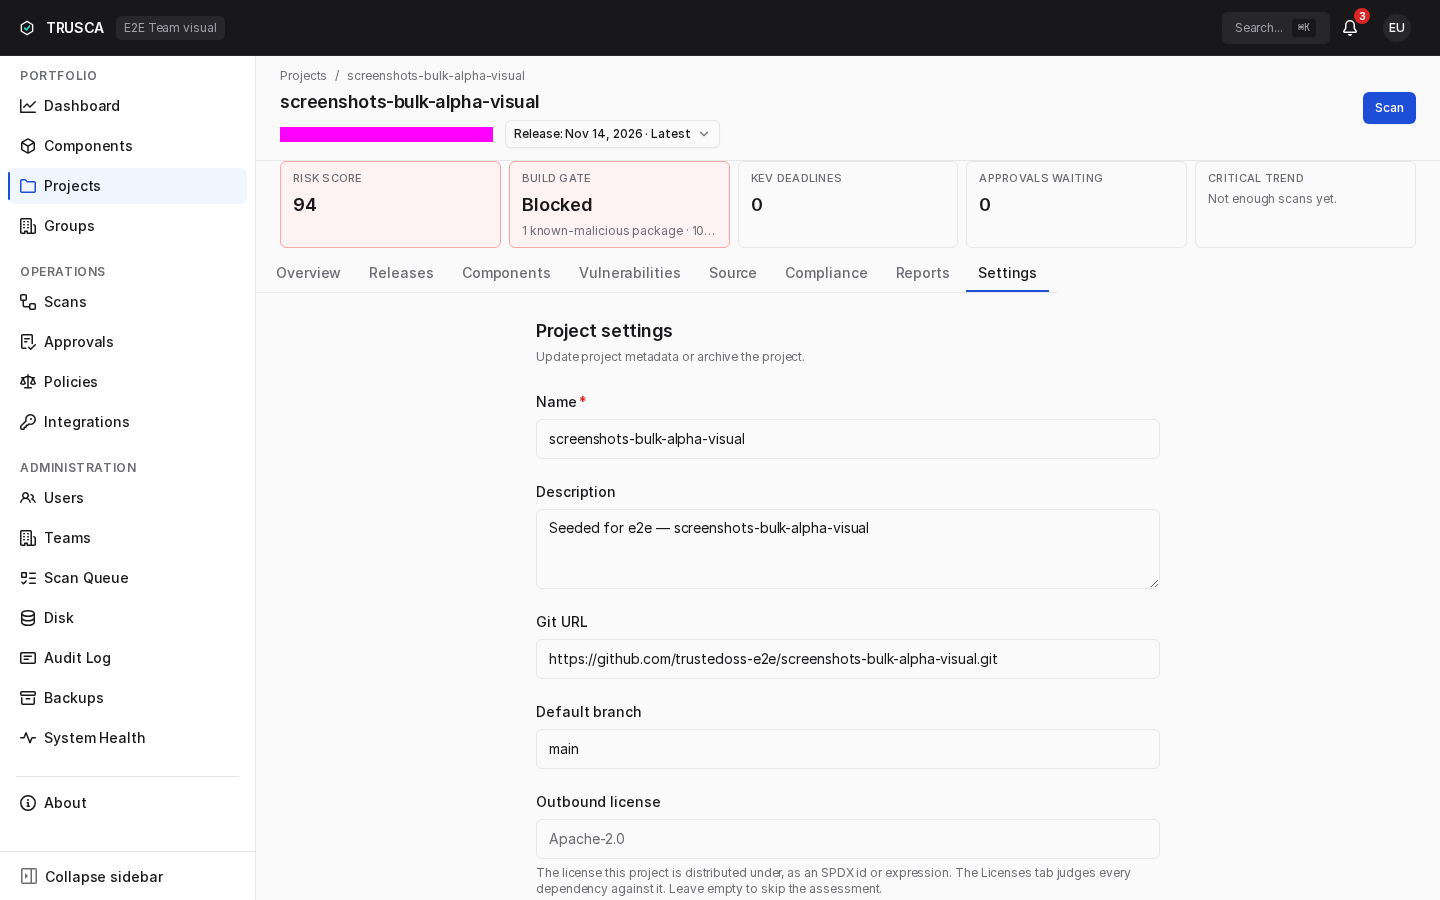 TRUSCA
E2E Team visual
Search...
⌘K
3
EU
PORTFOLIO
Dashboard
Components
Projects
Groups
OPERATIONS
Scans
Approvals
Policies
Integrations
ADMINISTRATION
Users
Teams
Scan Queue
Disk
Audit Log
Backups
System Health
About
Collapse sidebar
Projects / screenshots-bulk-alpha-visual
screenshots-bulk-alpha-visual
Release: Nov 14, 2026 · Latest
Scan
RISK SCORE
94
BUILD GATE
Blocked
1 known-malicious package · 10…
KEV DEADLINES
0
APPROVALS WAITING
0
CRITICAL TREND
Not enough scans yet.
Overview
Releases
Components
Vulnerabilities
Source
Compliance
Reports
Settings
Project settings
Update project metadata or archive the project.
Name *
screenshots-bulk-alpha-visual
Description
Seeded for e2e — screenshots-bulk-alpha-visual
Git URL
https://github.com/trustedoss-e2e/screenshots-bulk-alpha-visual.git
Default branch
main
Outbound license
Apache-2.0
The license this project is distributed under, as an SPDX id or expression. The Licenses tab judges every
dependency against it. Leave empty to skip the assessment.